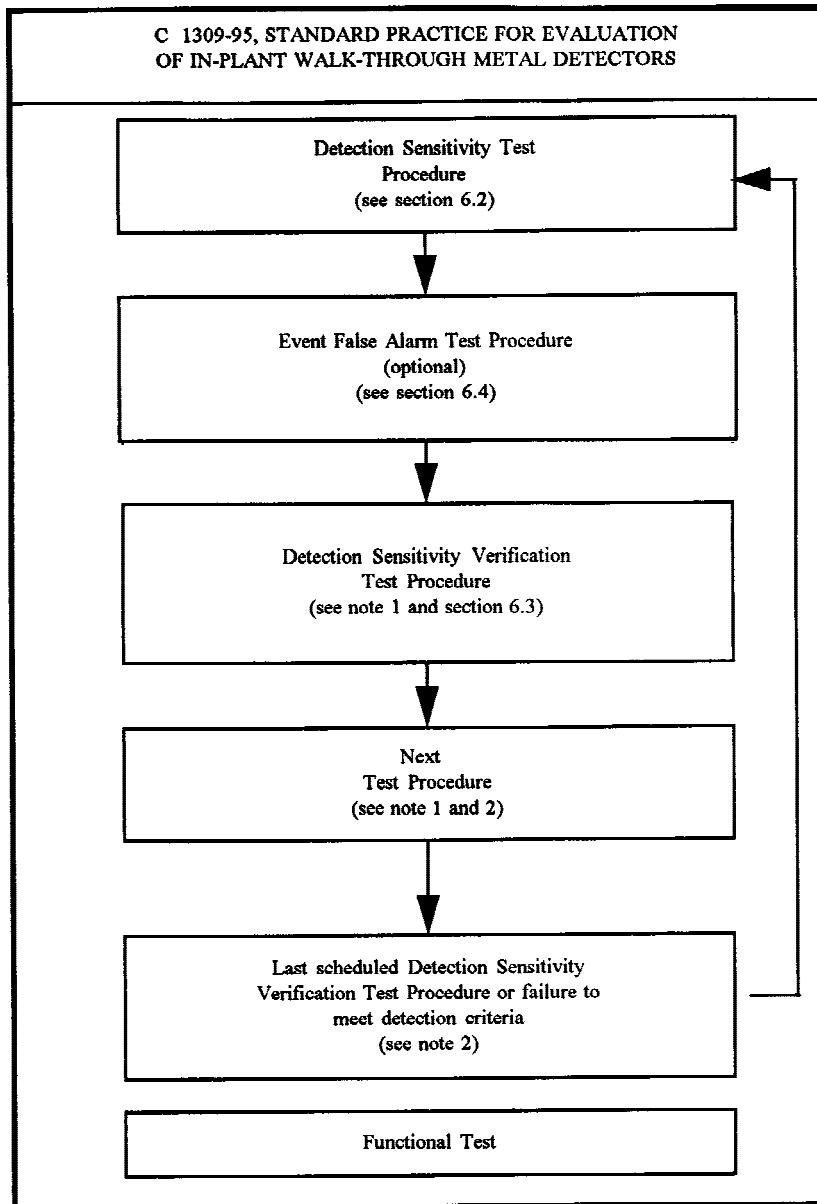 C 1309-95, STANDARD PRACTICE FOR EVALUATION
OF IN-PLANT WALK-THROUGH METAL DETECTORS
Detection Sensitivity Test
Procedure
(see section 6.2)
Event False Alarm Test Procedure
(optional)
(see section 6.4)
Detection Sensitivity Verification
Test Procedure
(see note 1 and section 6.3)
Next
Test Procedure
(see note 1 and 2)
Last scheduled Detection Sensitivity
Verification Test Procedure or failure to
meet detection criteria
(see note 2)
Functional Test